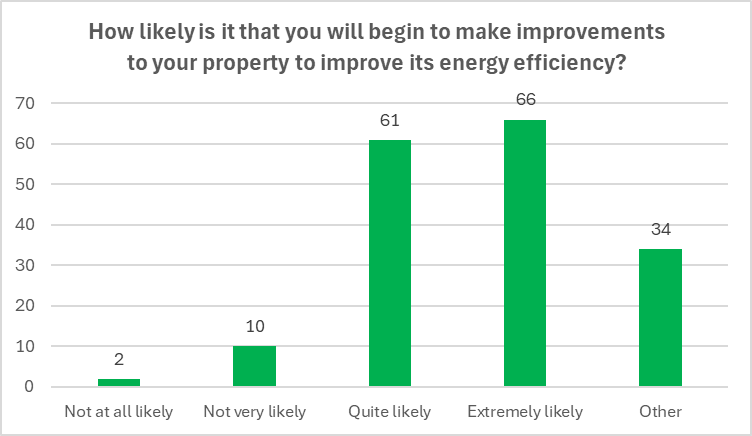 How likely is it that you will begin to make improvements
to your property to improve its energy efficiency?
70
60
50
40
30
20
10
0
2
10
61
66
34
Not at all likely
Not very likely
Quite likely
Extremely likely
Other